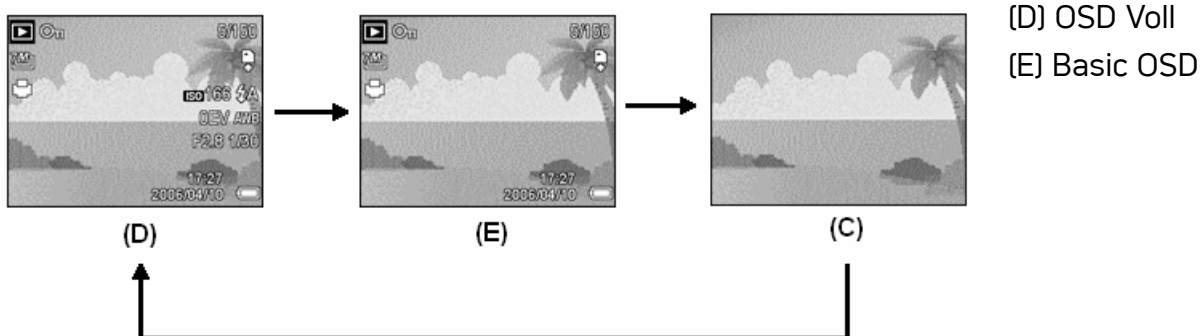 5/150
7M
ISO 166 A
0EV AWB
F2.8 1/30
17:27
2006/04/10
(D)
5/150
7M
17:27
2006/04/10
(E)
(C)
(D) OSD Voll
(E) Basic OSD